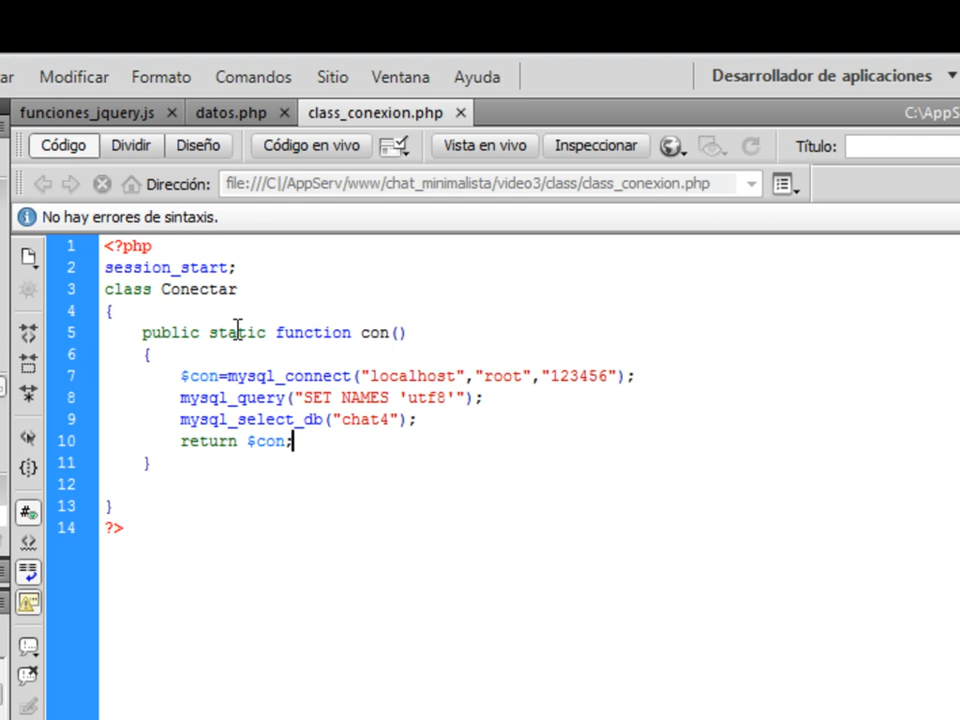 ar Modificar Formato Comandos Sitio Ventana Ayuda Desarrollador de aplicaciones
funciones_jquery.js datos.php class_conexion.php C:\AppS
Código Dividir Diseño Código en vivo Vista en vivo Inspeccionar Título:
Dirección: file:///C|/AppServ/www/chat_minimalista/video3/class/class_conexion.php
No hay errores de sintaxis.
1 <?php
2 session_start;
3 class Conectar
4 {
5 public static function con()
6 {
7 $con=mysql_connect("localhost","root","123456");
8 mysql_query("SET NAMES 'utf8'");
9 mysql_select_db("chat4");
10 return $con;
11 }
12
13 }
14 ?>